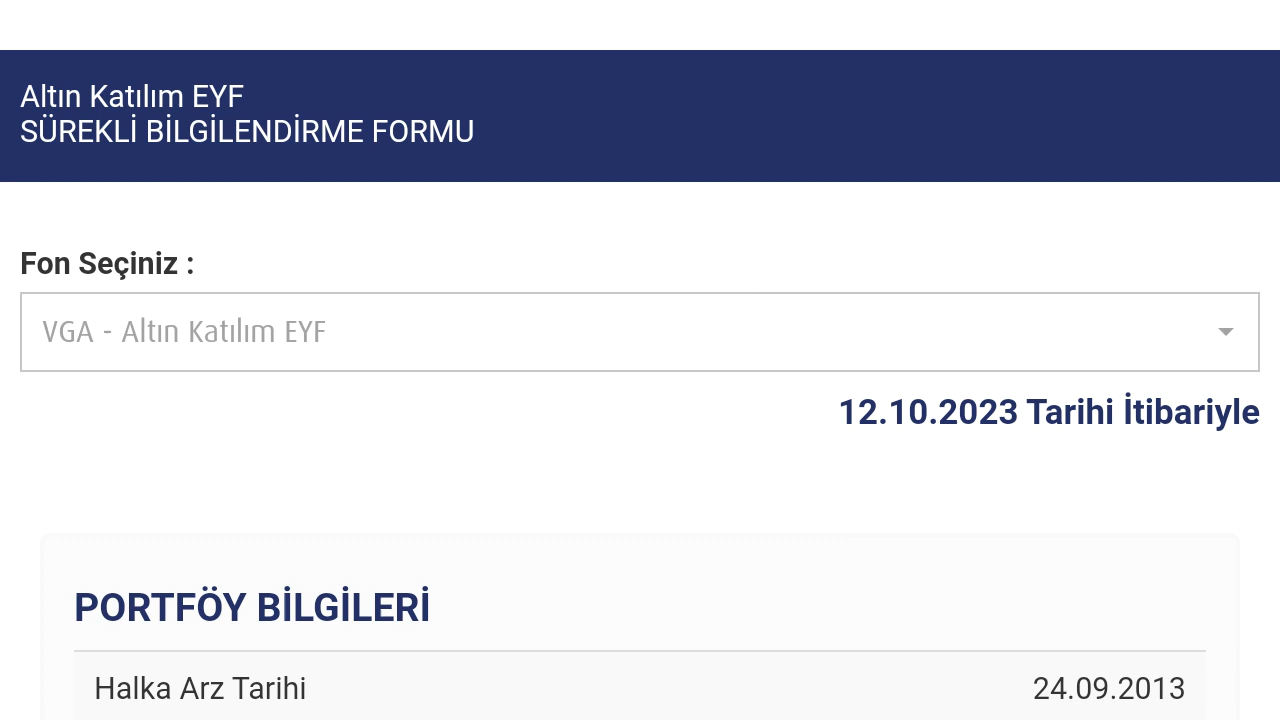 Altın Katılım EYF
SÜREKLİ BİLGİLENDİRME FORMU
Fon Seçiniz :
VGA - Altın Katılım EYF
12.10.2023 Tarihi İtibariyle
PORTFÖY BİLGİLERİ
Halka Arz Tarihi 24.09.2013